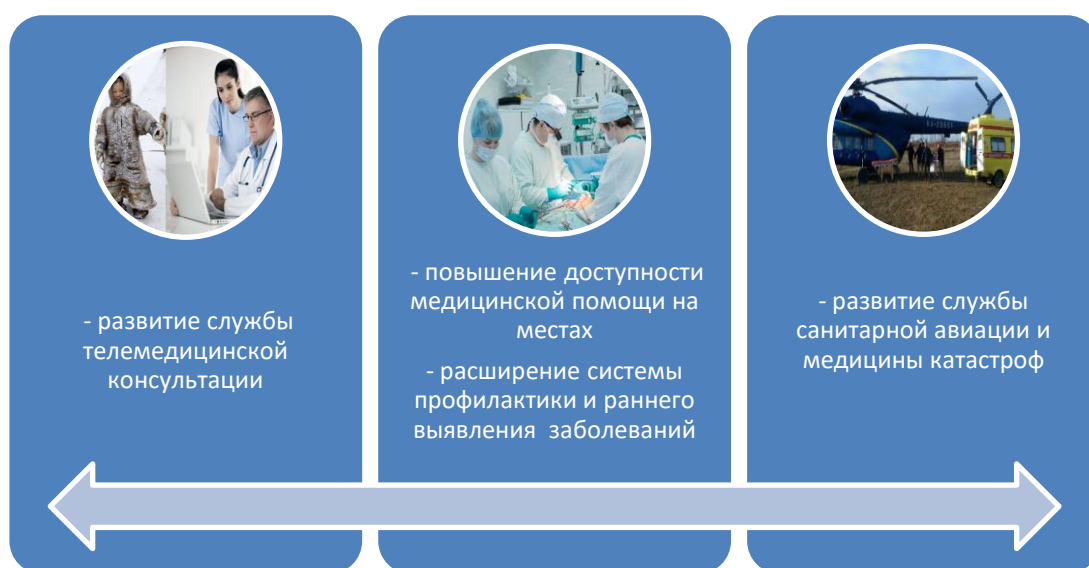 - развитие службы
телемедицинской
консультации
- повышение доступности
медицинской помощи на
местах
- расширение системы
профилактики и раннего
выявления заболеваний
- развитие службы
санитарной авиации и
медицины катастроф